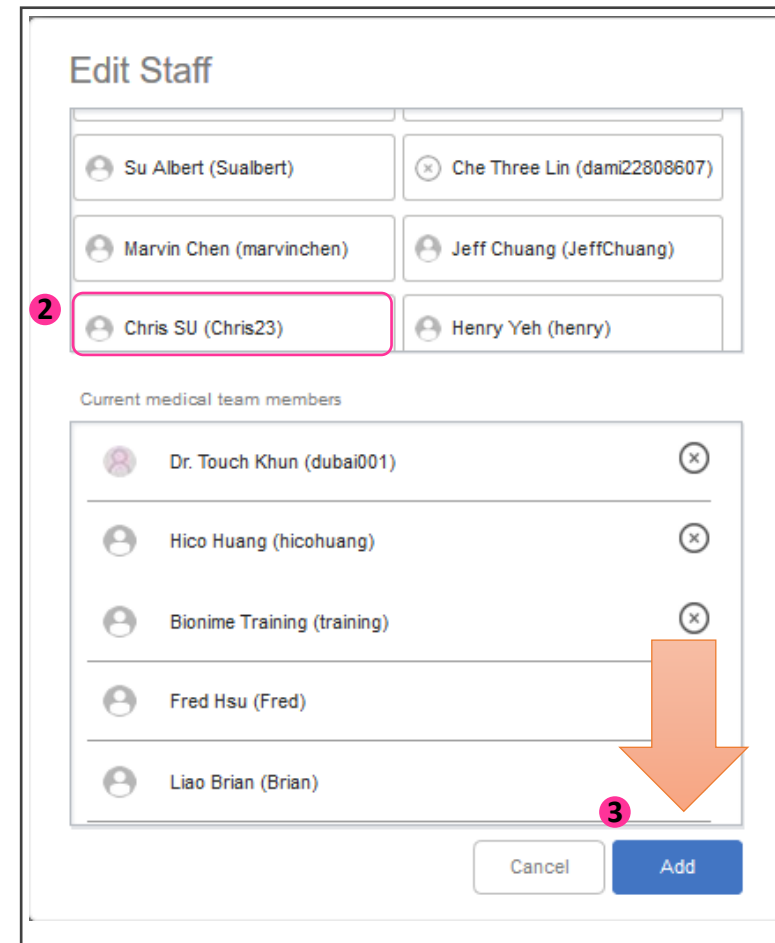 Edit Staff
Su Albert (Sualbert)
Che Three Lin (dami22808607)
Marvin Chen (marvinchen)
Jeff Chuang (JeffChuang)
2
Chris SU (Chris23)
Henry Yeh (henry)
Current medical team members
Dr. Touch Khun (dubai001)
Hico Huang (hicohuang)
Bionime Training (training)
Fred Hsu (Fred)
Liao Brian (Brian)
3
Cancel
Add